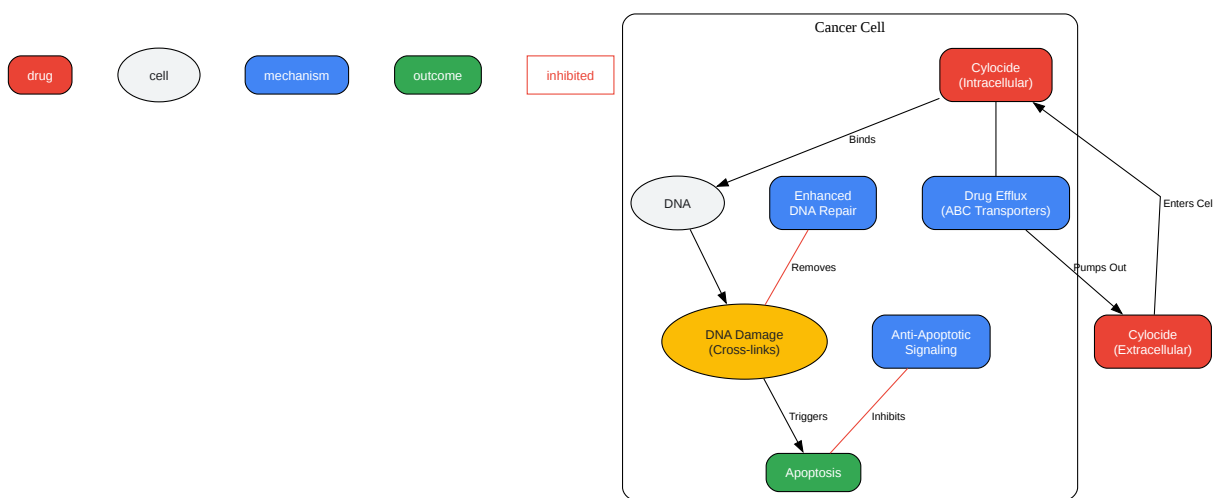 Cancer Cell
drug
cell
mechanism
outcome
inhibited
Cylocide
(Intracellular)
Binds
DNA
Enhanced
DNA Repair
Drug Efflux
(ABC Transporters)
Enters Cel
Removes
Pumps Out
DNA Damage
(Cross-links)
Anti-Apoptotic
Signaling
Cylocide
(Extracellular)
Triggers
Inhibits
Apoptosis